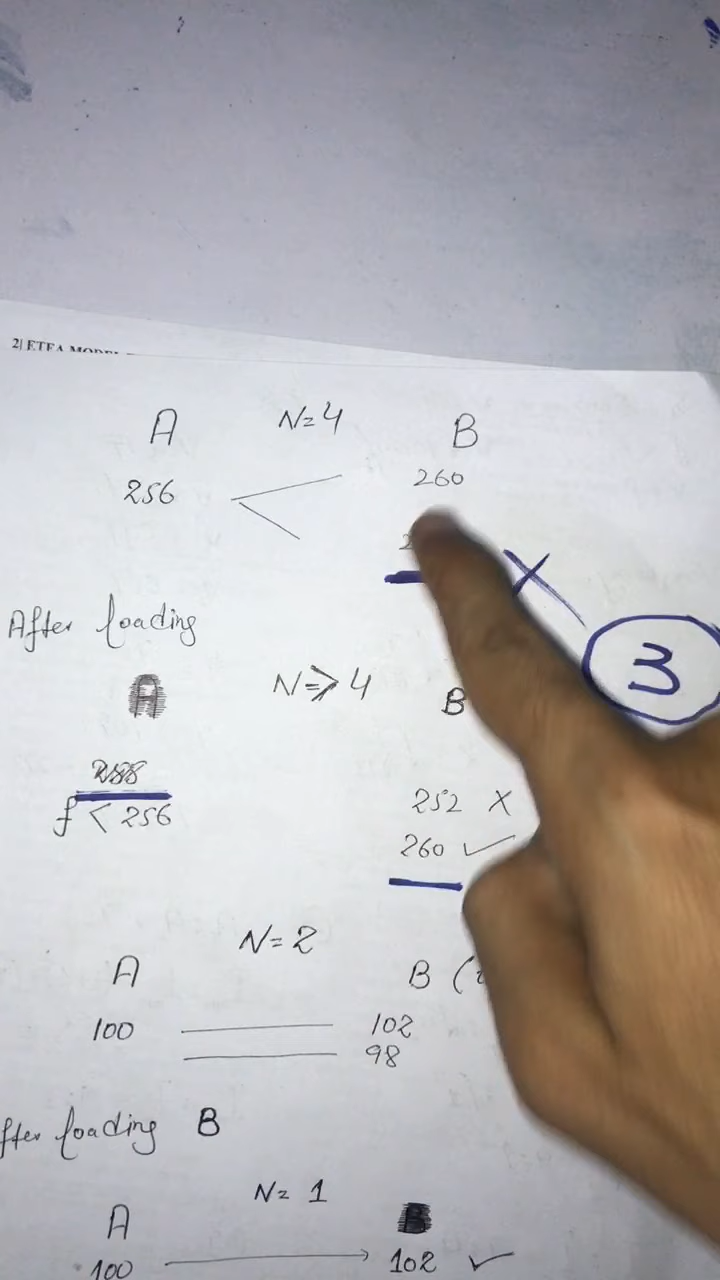 2| ETEA MODEL
A N=4 B
256 260
After loading
3
A N⩾4 B
288
f < 256
252 X
260 ✓
N=2
A B (
100 102
98
After loading B
N= 1
A B
100 102 ✓